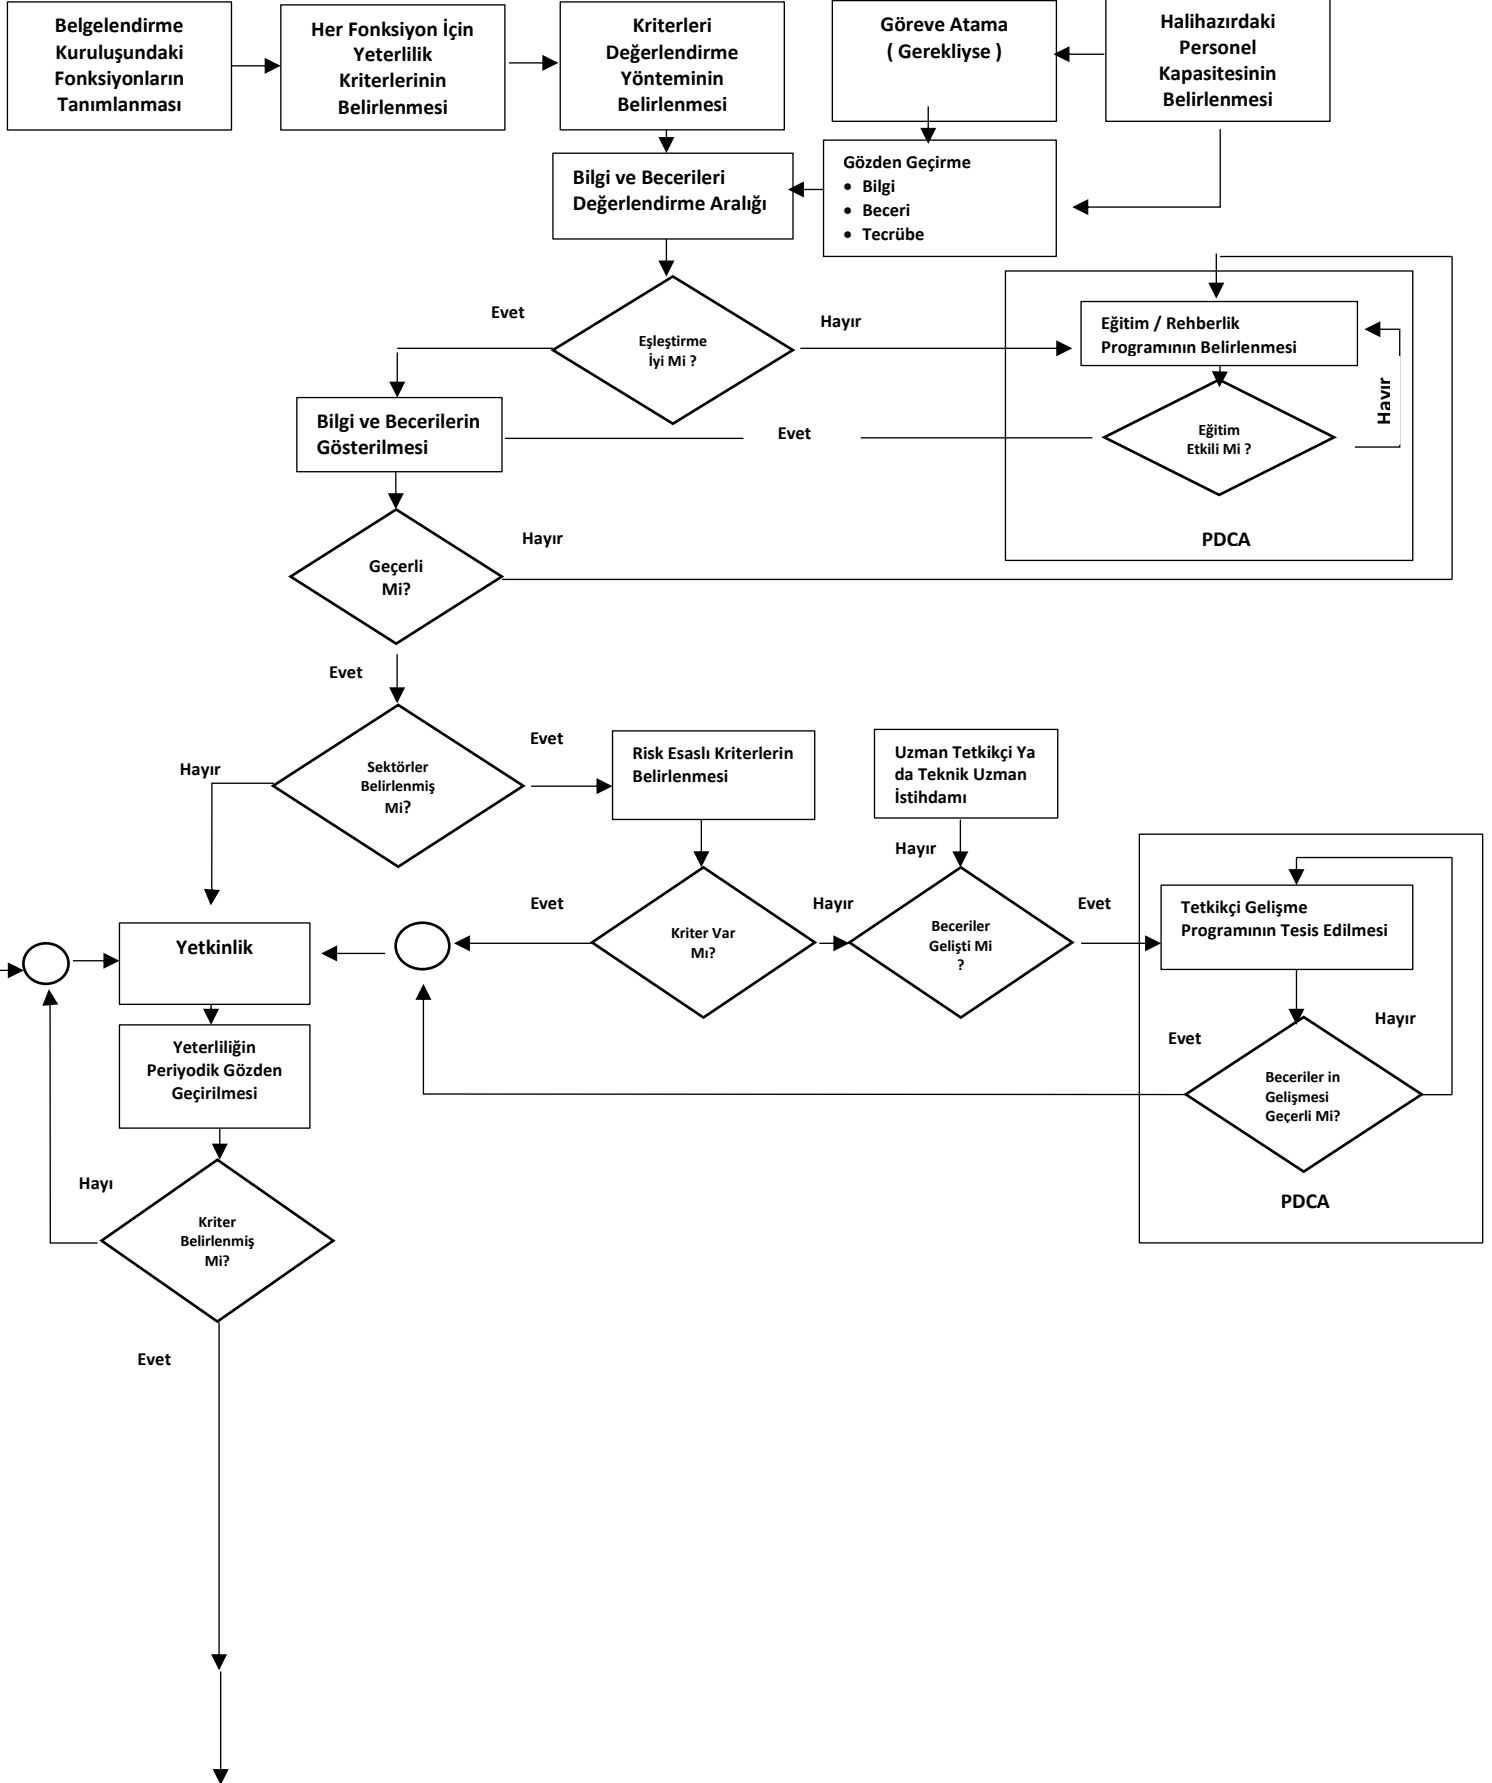 Belgelendirme
Kuruluşundaki
Fonksiyonların
Tanımlanması
Her Fonksiyon İçin
Yeterlilik
Kriterlerinin
Belirlenmesi
Kriterleri
Değerlendirme
Yönteminin
Belirlenmesi
Göreve Atama
( Gerekliyse )
Halihazırdaki
Personel
Kapasitesinin
Belirlenmesi
Bilgi ve Becerileri
Değerlendirme Aralığı
Gözden Geçirme
• Bilgi
• Beceri
• Tecrübe
Evet
Eşleştirme
İyi Mi ?
Hayır
Eğitim / Rehberlik
Programının Belirlenmesi
Havır
Bilgi ve Becerilerin
Gösterilmesi
Evet
Eğitim
Etkili Mi ?
PDCA
Hayır
Geçerli
Mi?
Evet
Hayır
Sektörler
Belirlenmiş
Mi?
Evet
Risk Esaslı Kriterlerin
Belirlenmesi
Uzman Tetkikçi Ya
da Teknik Uzman
İstihdamı
Hayır
Evet
Kriter Var
Mı?
Hayır
Beceriler
Gelişti Mi
?
Evet
Tetkikçi Gelişme
Programının Tesis Edilmesi
Yetkinlik
Yeterliliğin
Periyodik Gözden
Geçirilmesi
Evet
Hayır
Beceriler in
Gelişmesi
Geçerli Mi?
PDCA
Hayı
Kriter
Belirlenmiş
Mi?
Evet